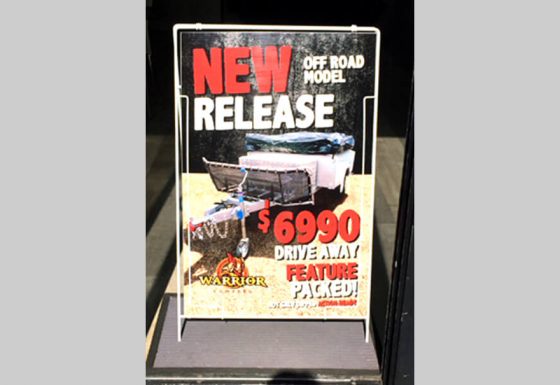 NEW
OFF ROAD
MODEL
RELEASE
$6990
DRIVE AWAY
FEATURE
PACKED!
WARRIOR
CAMPERS